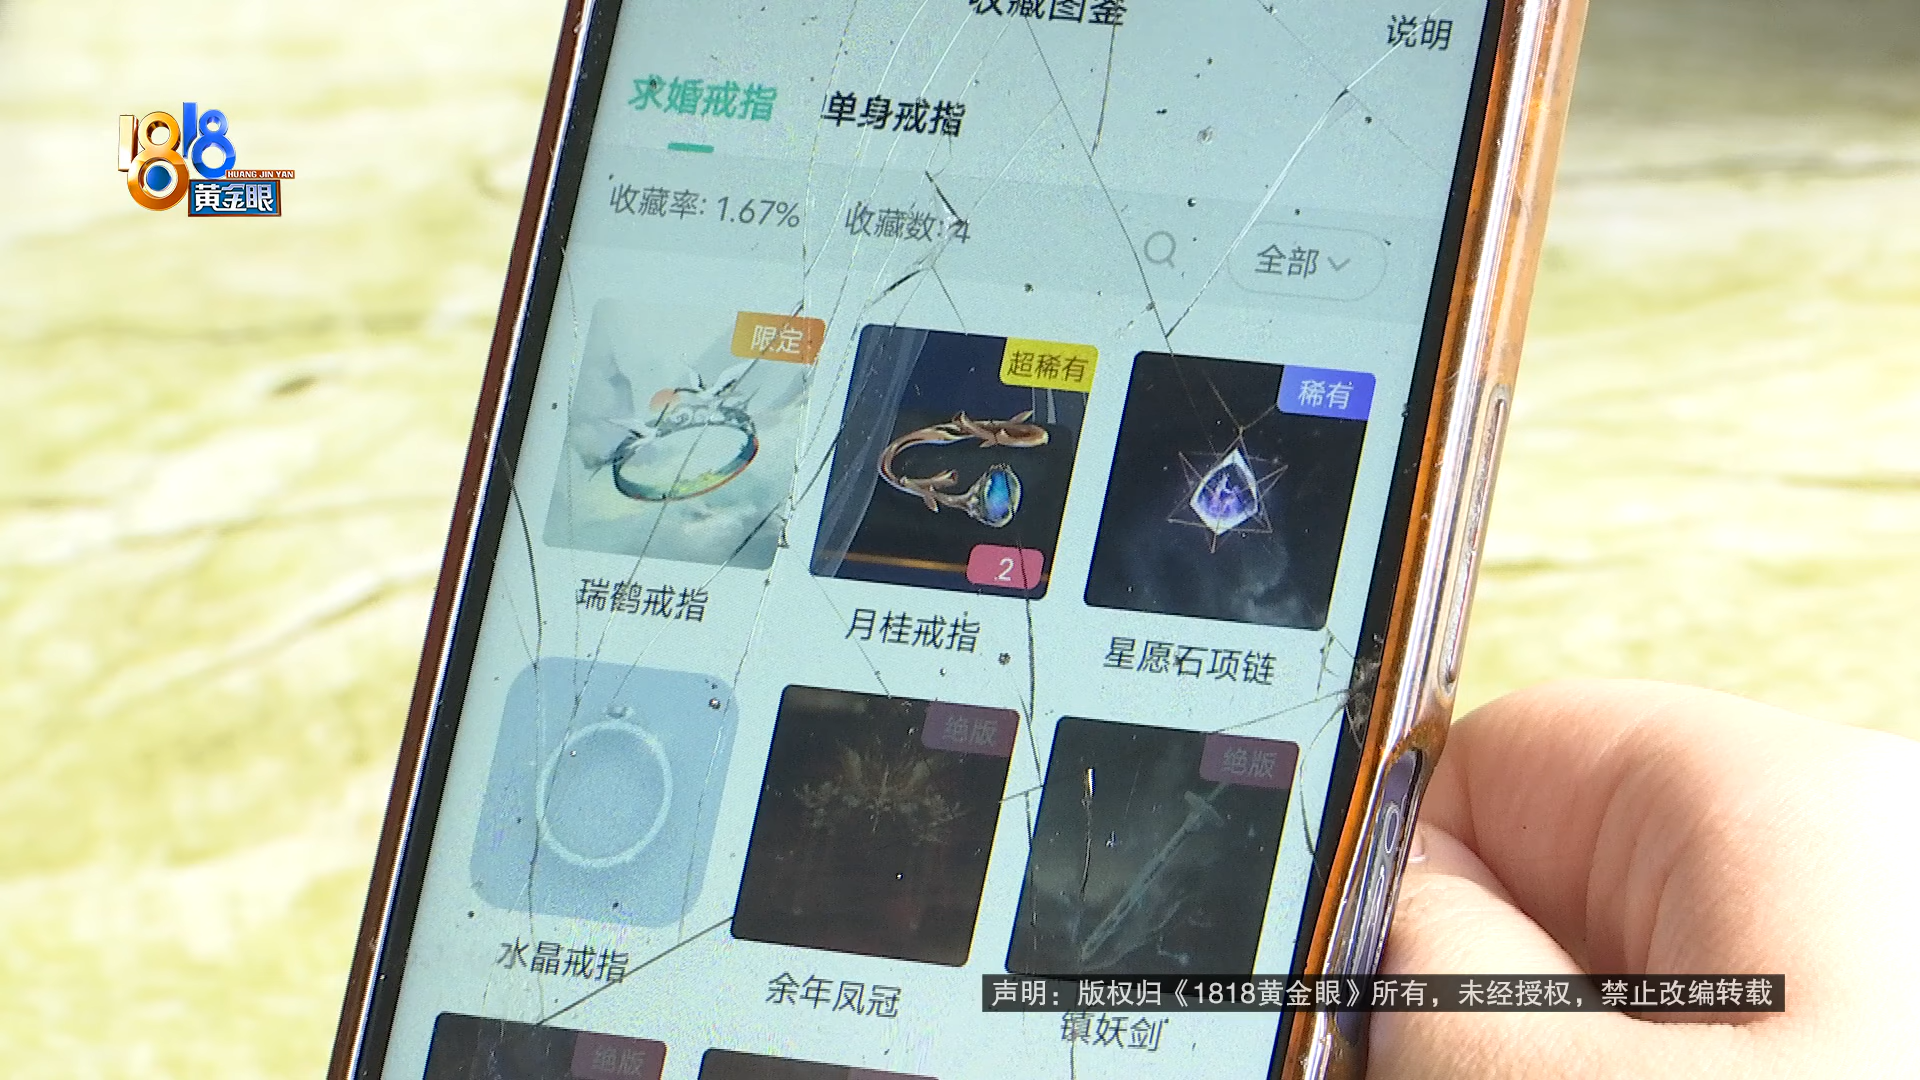 收藏图鉴
说明
求婚戒指
单身戒指
1818
HUANG JIN YAN
黄金眼
收藏率: 1.67%
收藏数: 4
全部
限定
超稀有
稀有
2
瑞鹤戒指
月桂戒指
星愿石项链
绝版
绝版
水晶戒指
余年凤冠
声明：版权归《1818黄金眼》所有，未经授权，禁止改编转载
镇妖剑
绝版